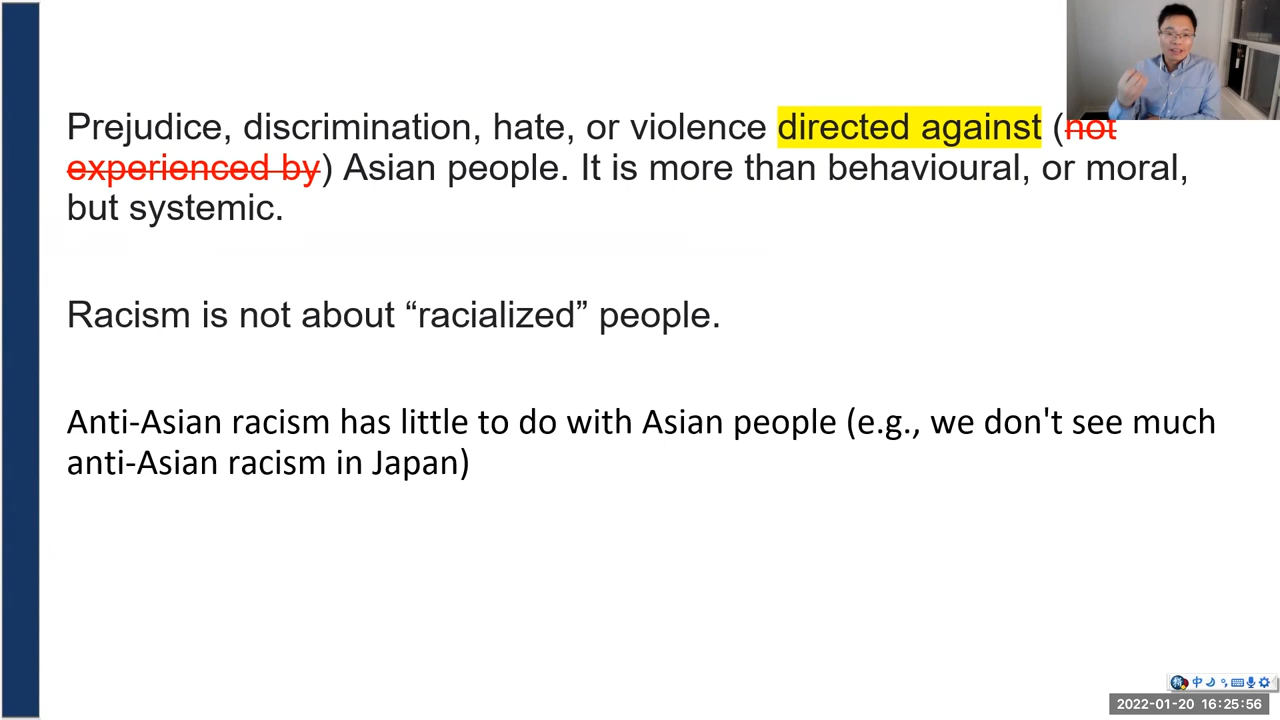 Prejudice, discrimination, hate, or violence directed against (not
experienced by) Asian people. It is more than behavioural, or moral,
but systemic.
Racism is not about “racialized” people.
Anti-Asian racism has little to do with Asian people (e.g., we don't see much
anti-Asian racism in Japan)
中
2022-01-20 16:25:56